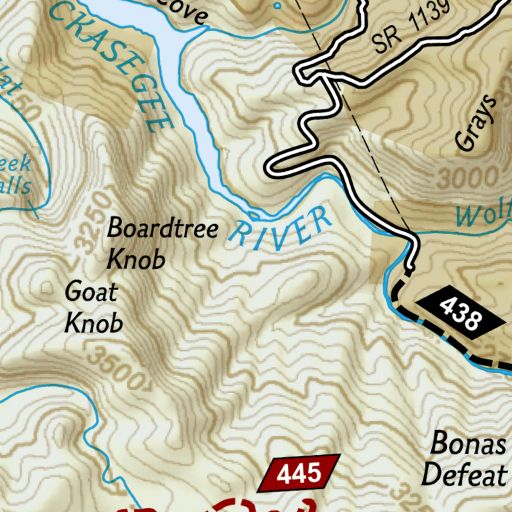 Cove
SR 1139
CKASEGEE
Grays
3000
Wolf
3250
RIVER
Boardtree
Knob
Goat
Knob
438
3500
Bonas
Defeat
445